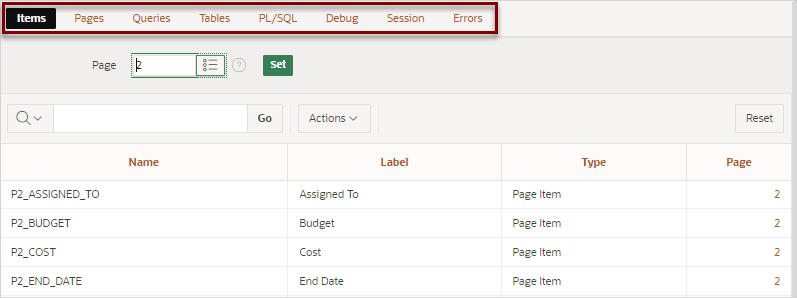 Items Pages Queries Tables PL/SQL Debug Session Errors
Page 2 ? Set
Go Actions Reset
Name Label Type Page
P2_ASSIGNED_TO Assigned To Page Item 2
P2_BUDGET Budget Page Item 2
P2_COST Cost Page Item 2
P2_END_DATE End Date Page Item 2